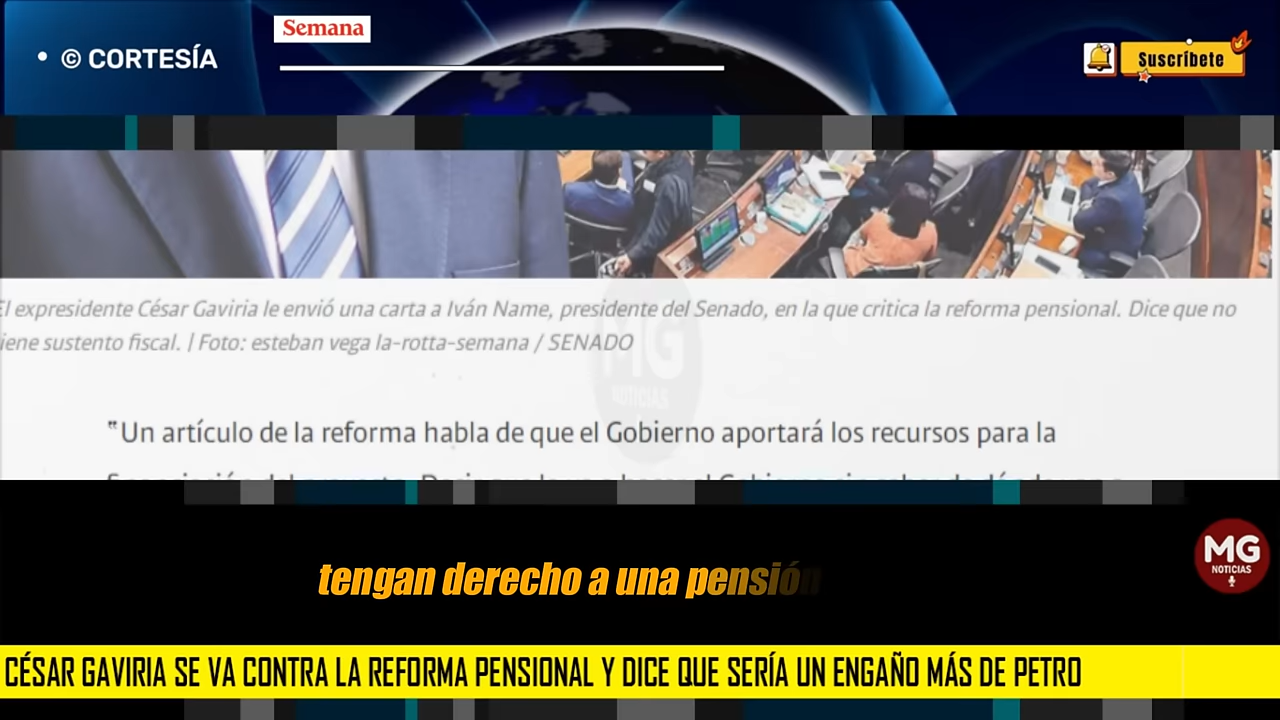 Semana
• © CORTESÍA
Suscríbete
El expresidente César Gaviria le envió una carta a Iván Name, presidente del Senado, en la que critica la reforma pensional. Dice que no
iene sustento fiscal. | Foto: esteban vega la-rotta-semana / SENADO
MG
NOTICIAS
“Un artículo de la reforma habla de que el Gobierno aportará los recursos para la
tengan derecho a una pensión
MG
NOTICIAS
CÉSAR GAVIRIA SE VA CONTRA LA REFORMA PENSIONAL Y DICE QUE SERÍA UN ENGAÑO MÁS DE PETRO